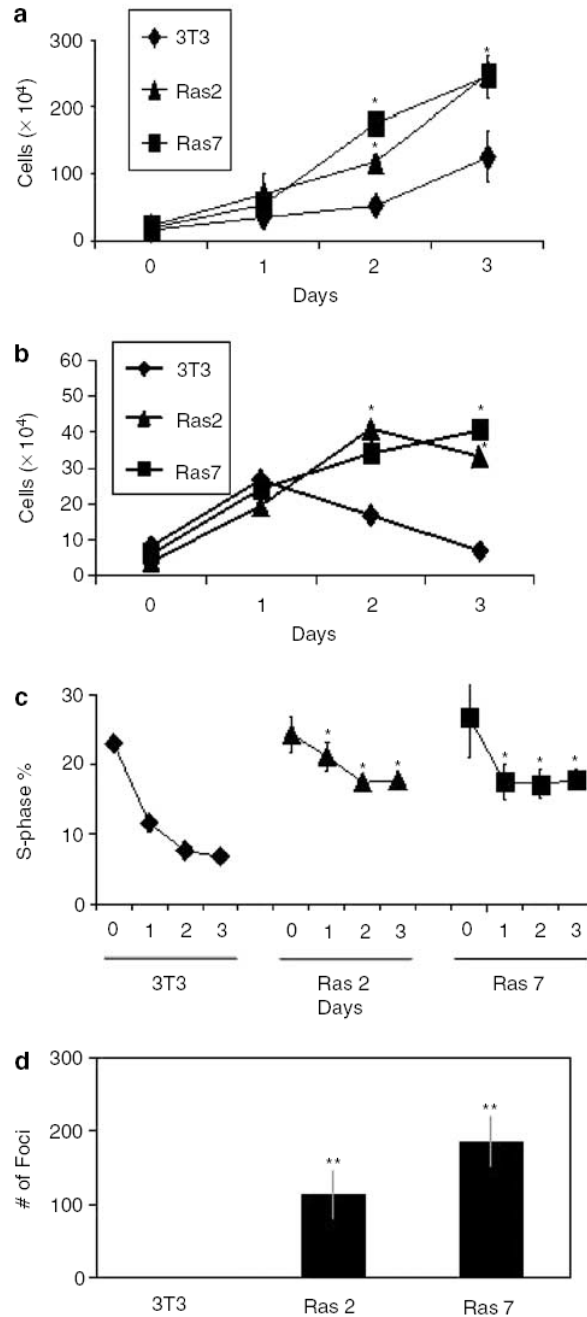 a
3T3
Ras2
Ras7
Cells (× 10⁴)
300
200
100
0
*
*
*
0 1 2 3
Days
b
3T3
Ras2
Ras7
Cells (×10⁴)
60
50
40
30
20
10
0
*
*
*
0 1 2 3
Days
c
S-phase %
30
20
10
0
* * *
* * *
0 1 2 3 0 1 2 3 0 1 2 3
3T3 Ras 2 Ras 7
Days
d
# of Foci
300
200
100
0
**
**
3T3 Ras 2 Ras 7